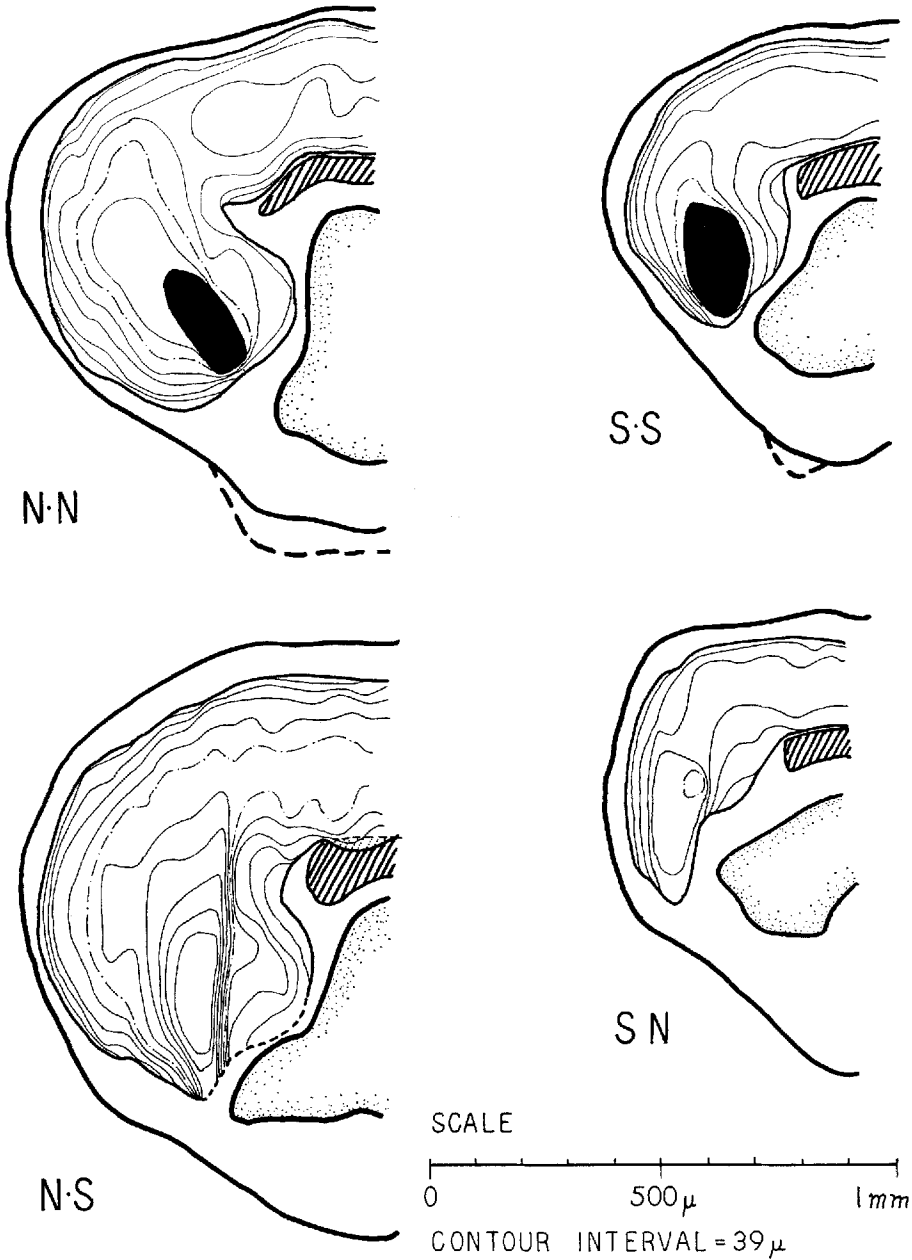 N·N
S·S
N·S
S N
SCALE
0 500μ 1mm
CONTOUR INTERVAL=39μ